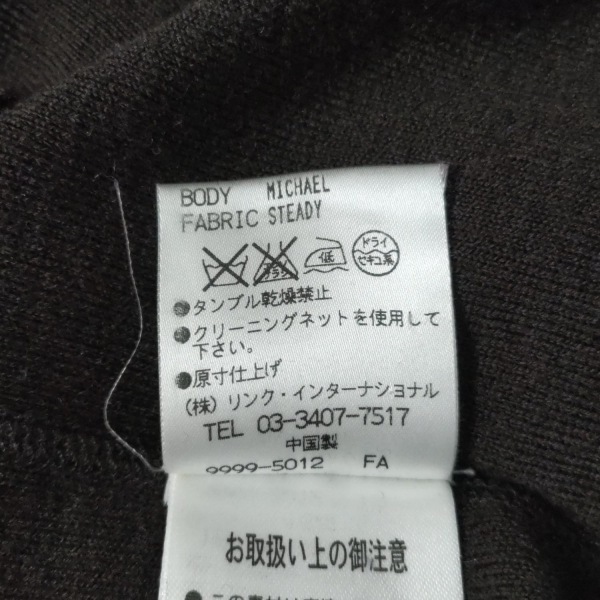 BODY MICHAEL
FABRIC STEADY
低
ドライ
セキユ系
●タンブル乾燥禁止
●クリーニングネットを使用して
下さい。
●原寸仕上げ
(株) リンク・インターナショナル
TEL 03-3407-7517
中国製
9999-5012 FA
お取扱い上の御注意